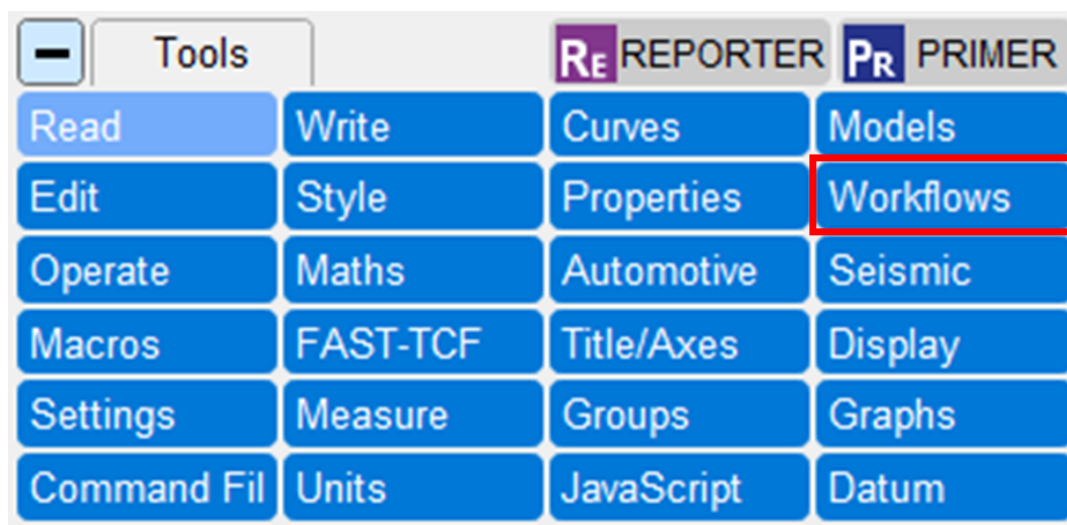 Tools RE REPORTER PR PRIMER
Read Write Curves Models
Edit Style Properties Workflows
Operate Maths Automotive Seismic
Macros FAST-TCF Title/Axes Display
Settings Measure Groups Graphs
Command Fil Units JavaScript Datum